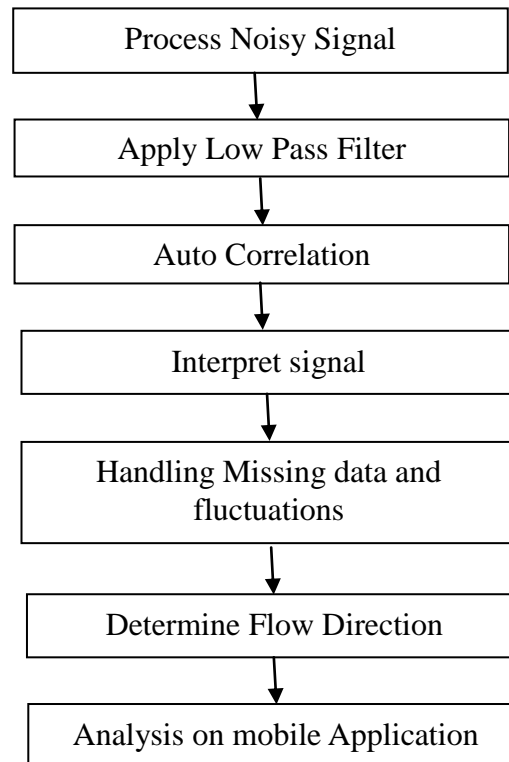 Process Noisy Signal
Apply Low Pass Filter
Auto Correlation
Interpret signal
Handling Missing data and
fluctuations
Determine Flow Direction
Analysis on mobile Application